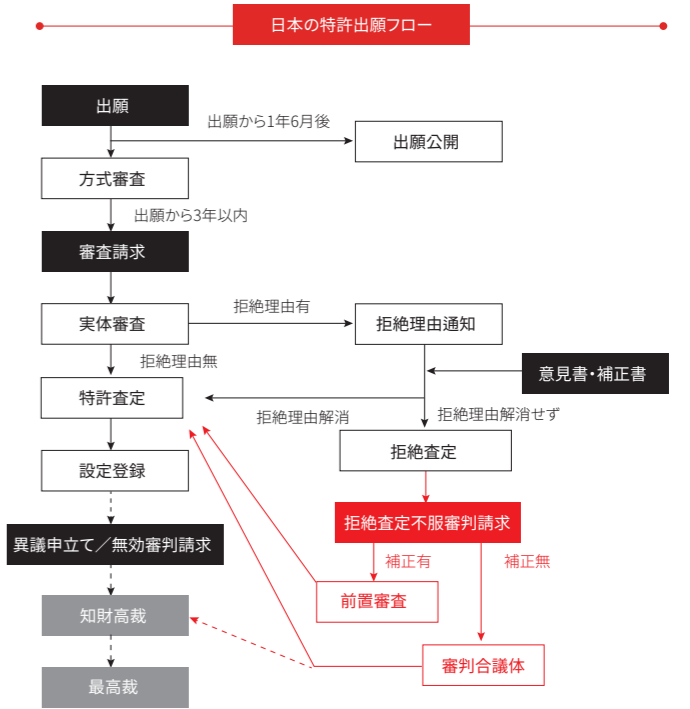 日本の特許出願フロー
出願
出願から1年6月後
出願公開
方式審査
出願から3年以内
審査請求
実体審査
拒絶理由有
拒絶理由通知
拒絶理由無
意見書・補正書
特許査定
拒絶理由解消
拒絶理由解消せず
拒絶査定
設定登録
拒絶査定不服審判請求
異議申立て／無効審判請求
補正有
補正無
前置審査
知財高裁
審判合議体
最高裁